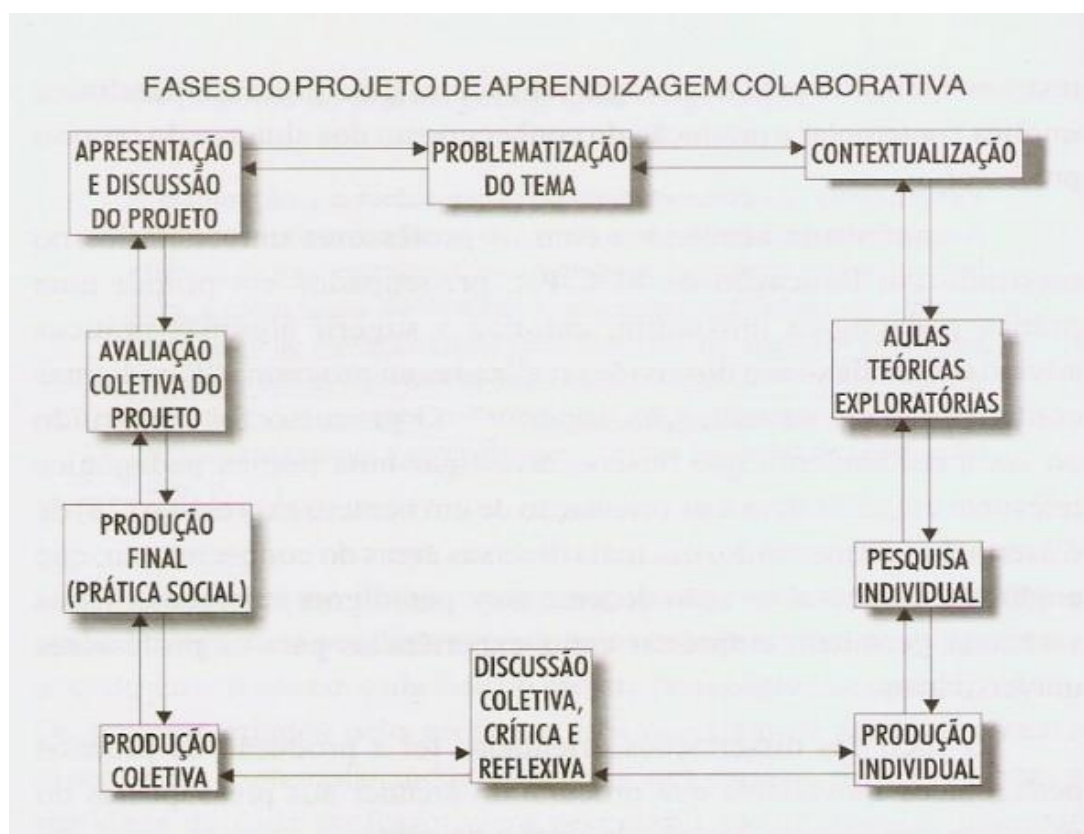 FASES DO PROJETO DE APRENDIZAGEM COLABORATIVA
APRESENTAÇÃO
E DISCUSSÃO
DO PROJETO
PROBLEMATIZAÇÃO
DO TEMA
CONTEXTUALIZAÇÃO
AVALIAÇÃO
COLETIVA DO
PROJETO
AULAS
TEÓRICAS
EXPLORATÓRIAS
PRODUÇÃO
FINAL
(PRÁTICA SOCIAL)
PESQUISA
INDIVIDUAL
PRODUÇÃO
COLETIVA
DISCUSSÃO
COLETIVA,
CRÍTICA E
REFLEXIVA
PRODUÇÃO
INDIVIDUAL